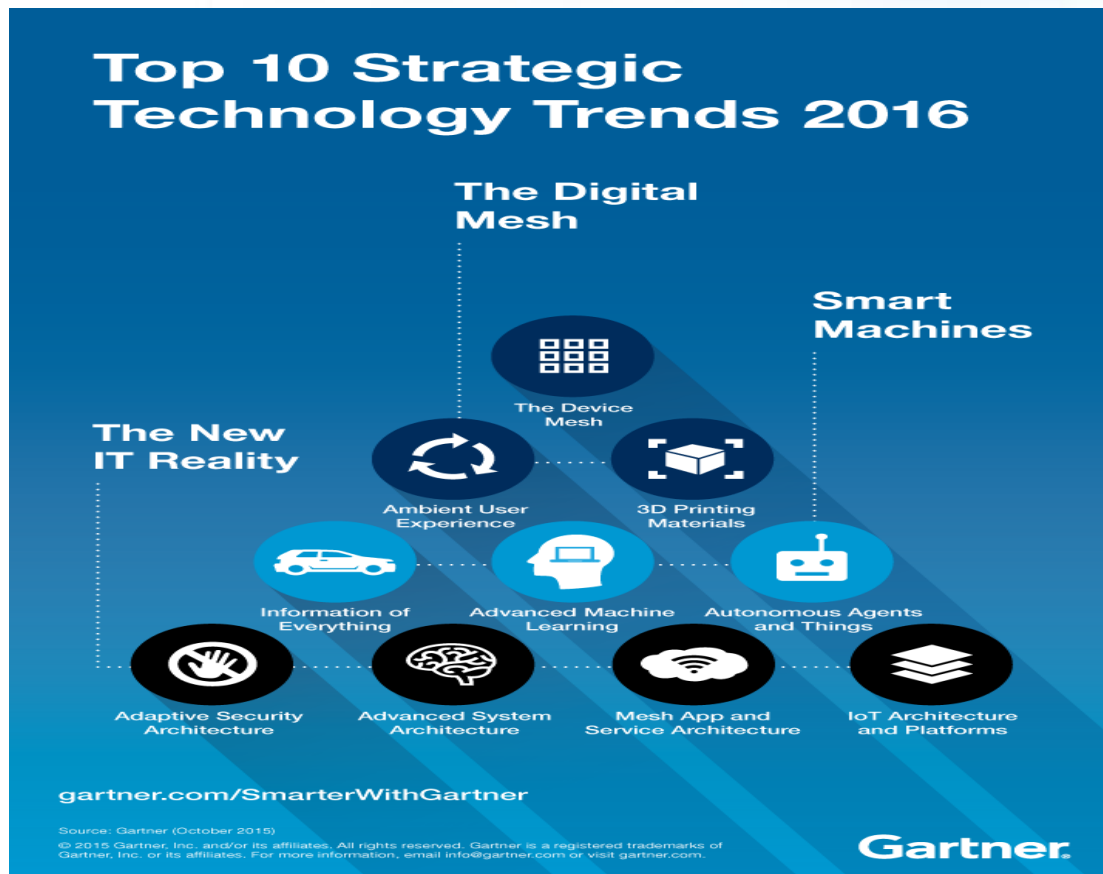 Top 10 Strategic
Technology Trends 2016
The Digital
Mesh
Smart
Machines
The Device
Mesh
The New
IT Reality
Ambient User
Experience
3D Printing
Materials
Information of
Everything
Advanced Machine
Learning
Autonomous Agents
and Things
Adaptive Security
Architecture
Advanced System
Architecture
Mesh App and
Service Architecture
IoT Architecture
and Platforms
gartner.com/SmarterWithGartner
Source: Gartner (October 2015)
© 2015 Gartner, Inc. and/or its affiliates. All rights reserved. Gartner is a registered trademarks of
Gartner, Inc. or its affiliates. For more information, email info@gartner.com or visit gartner.com.
Gartner®